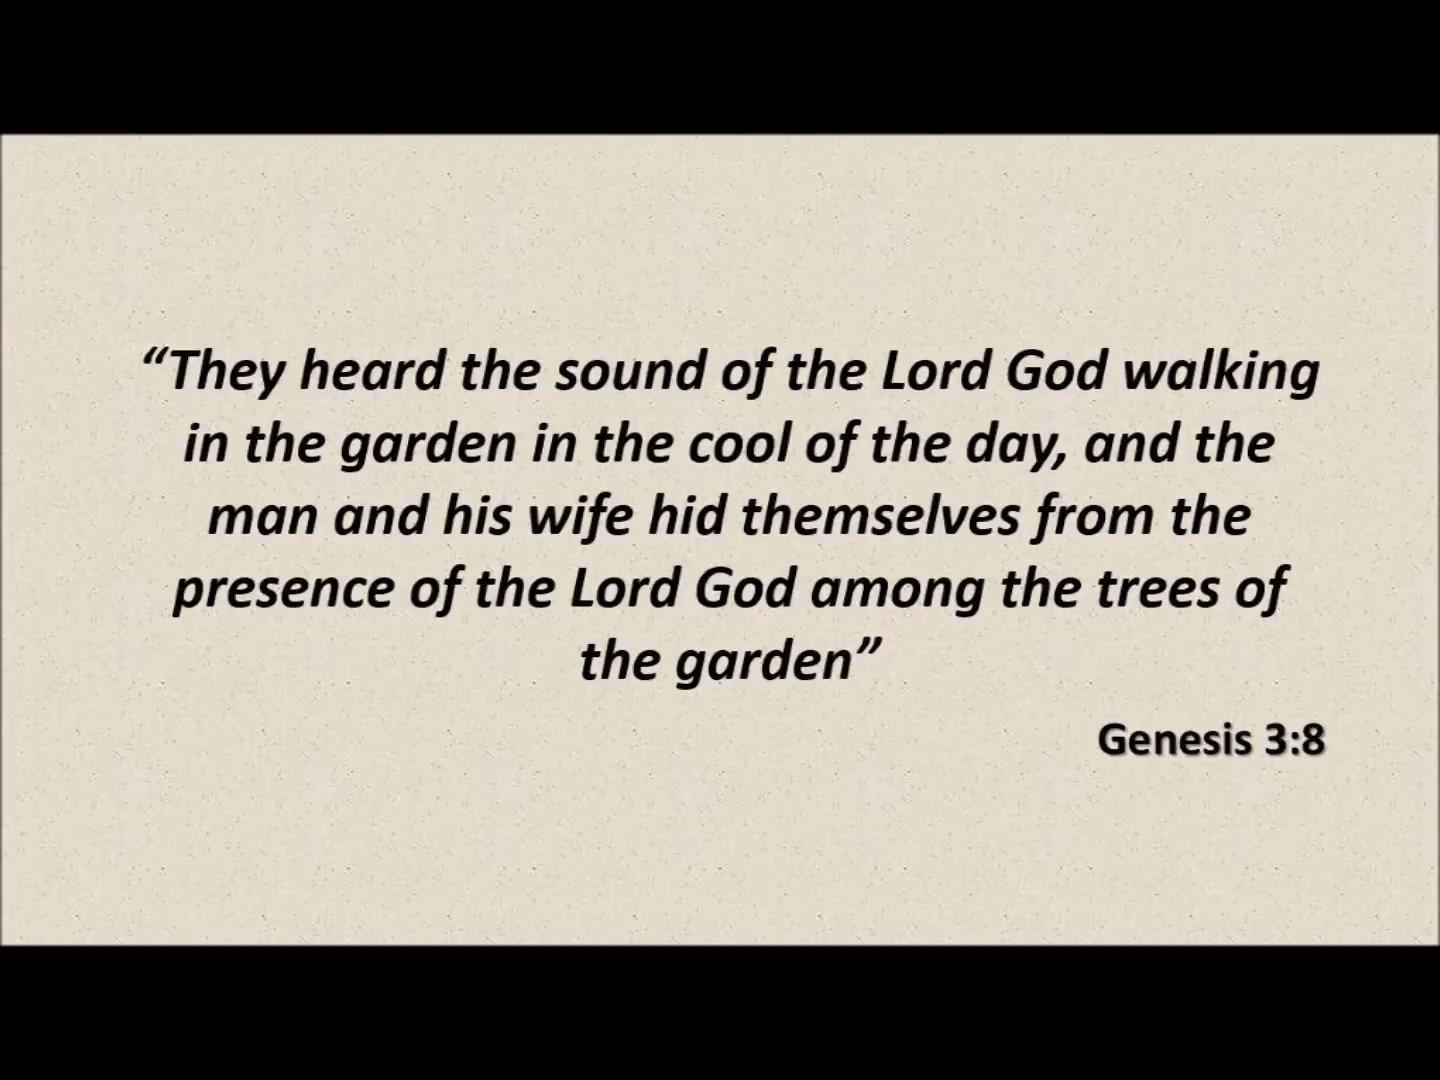 “They heard the sound of the Lord God walking
in the garden in the cool of the day, and the
man and his wife hid themselves from the
presence of the Lord God among the trees of
the garden”
Genesis 3:8